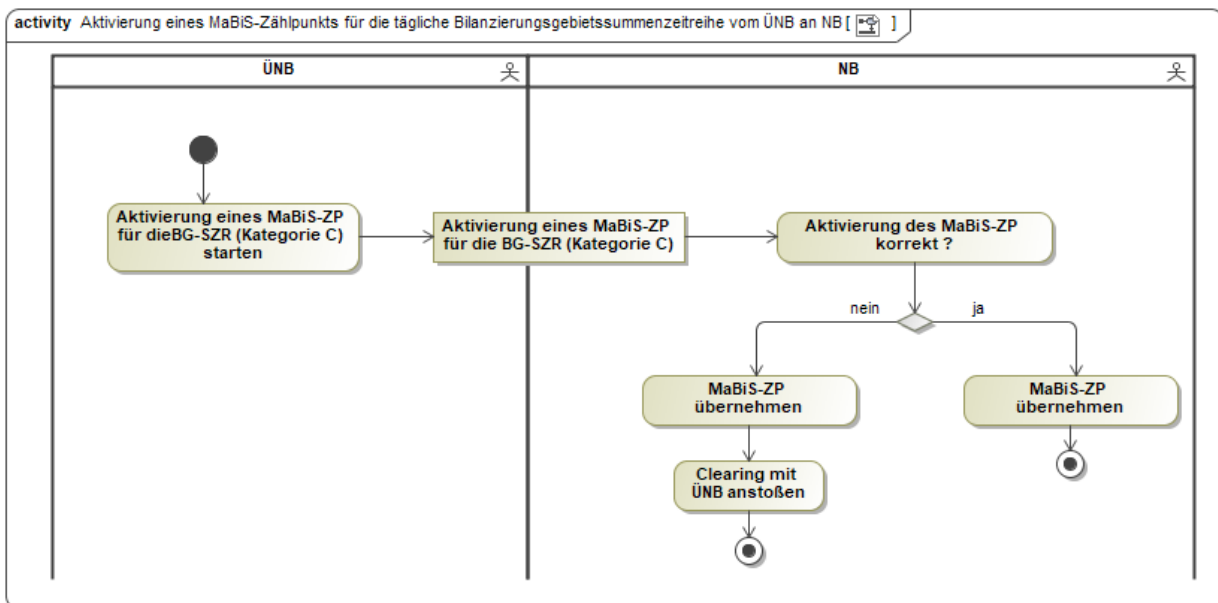 activity Aktivierung eines MaBiS-Zählpunkts für die tägliche Bilanzierungsgebietssummenzeitreihe vom ÜNB an NB [ ]
ÜNB
NB
Aktivierung eines MaBiS-ZP
für dieBG-SZR (Kategorie C)
starten
Aktivierung eines MaBiS-ZP
für die BG-SZR (Kategorie C)
Aktivierung des MaBiS-ZP
korrekt ?
nein
ja
MaBiS-ZP
übernehmen
MaBiS-ZP
übernehmen
Clearing mit
ÜNB anstoßen